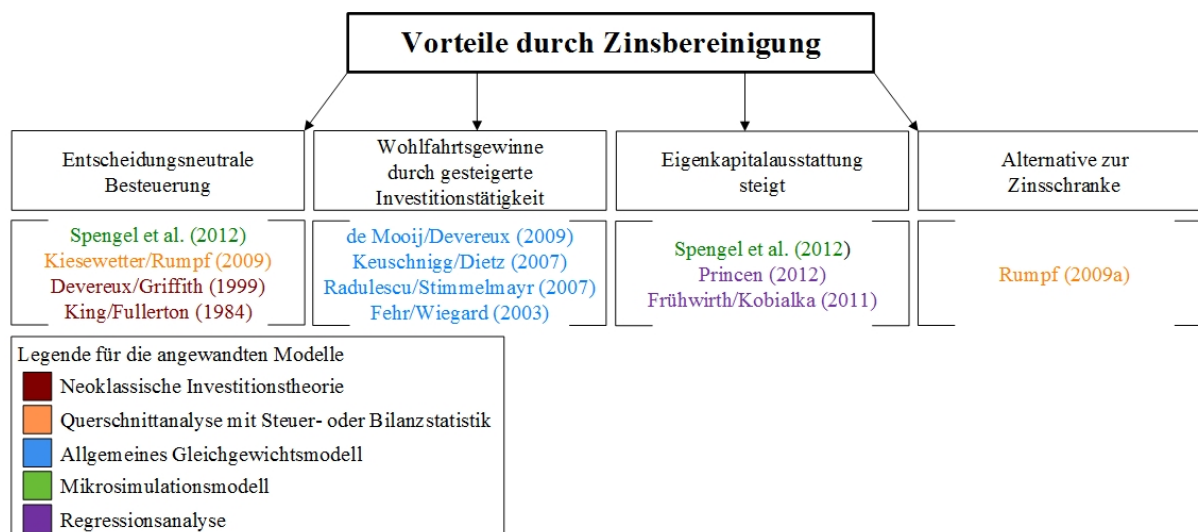 Vorteile durch Zinsbereinigung
Entscheidungsneutrale
Besteuerung
Wohlfahrtsgewinne
durch gesteigerte
Investitionstätigkeit
Eigenkapitalausstattung
steigt
Alternative zur
Zinsschranke
Spengel et al. (2012)
Kiesewetter/Rumpf (2009)
Devereux/Griffith (1999)
King/Fullerton (1984)
de Mooij/Devereux (2009)
Keuschnigg/Dietz (2007)
Radulescu/Stimmelmayr (2007)
Fehr/Wiegard (2003)
Spengel et al. (2012)
Princen (2012)
Frühwirth/Kobialka (2011)
Rumpf (2009a)
Legende für die angewandten Modelle
Neoklassische Investitionstheorie
Querschnittanalyse mit Steuer- oder Bilanzstatistik
Allgemeines Gleichgewichtsmodell
Mikrosimulationsmodell
Regressionsanalyse